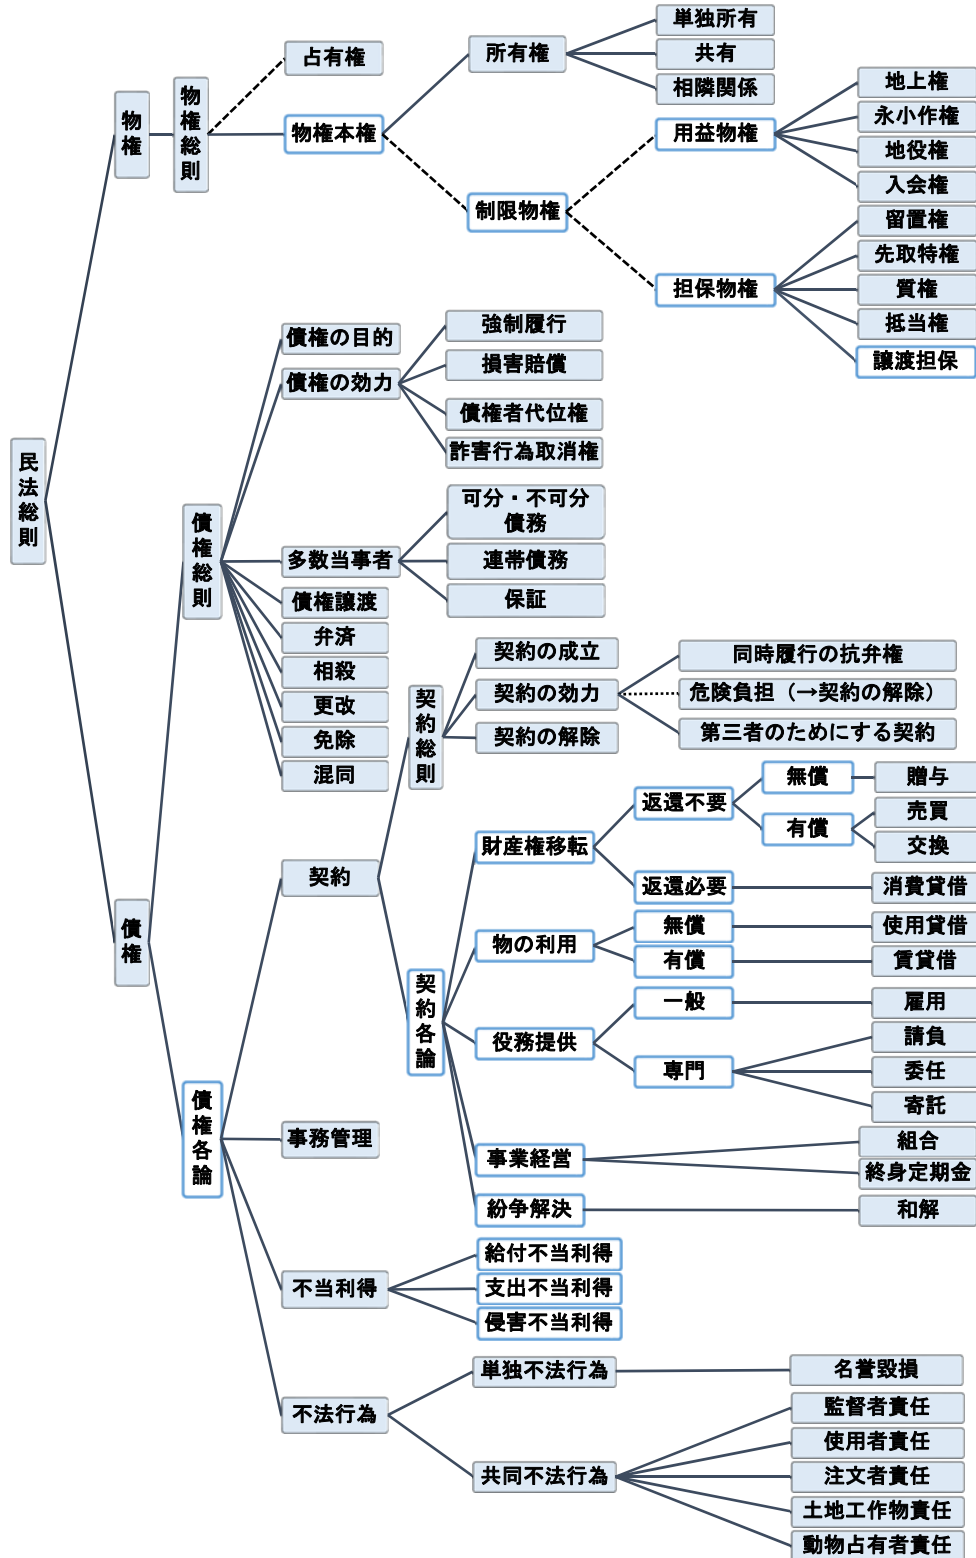 民法総則
物権
物権総則
占有権
物権本権
所有権
単独所有
共有
相隣関係
制限物権
用益物権
地上権
永小作権
地役権
入会権
担保物権
留置権
先取特権
質権
抵当権
譲渡担保
債権
債権総則
債権の目的
債権の効力
強制履行
損害賠償
債権者代位権
詐害行為取消権
多数当事者
可分・不可分
債務
連帯債務
保証
債権譲渡
弁済
相殺
更改
免除
混同
債権各論
契約
契約総則
契約の成立
契約の効力
同時履行の抗弁権
危険負担（→契約の解除）
第三者のためにする契約
契約の解除
契約各論
財産権移転
返還不要
無償
贈与
有償
売買
交換
返還必要
消費貸借
物の利用
無償
使用貸借
有償
賃貸借
役務提供
一般
雇用
専門
請負
委任
寄託
事業経営
組合
終身定期金
紛争解決
和解
事務管理
不当利得
給付不当利得
支出不当利得
侵害不当利得
不法行為
単独不法行為
名誉毀損
共同不法行為
監督者責任
使用者責任
注文者責任
土地工作物責任
動物占有者責任